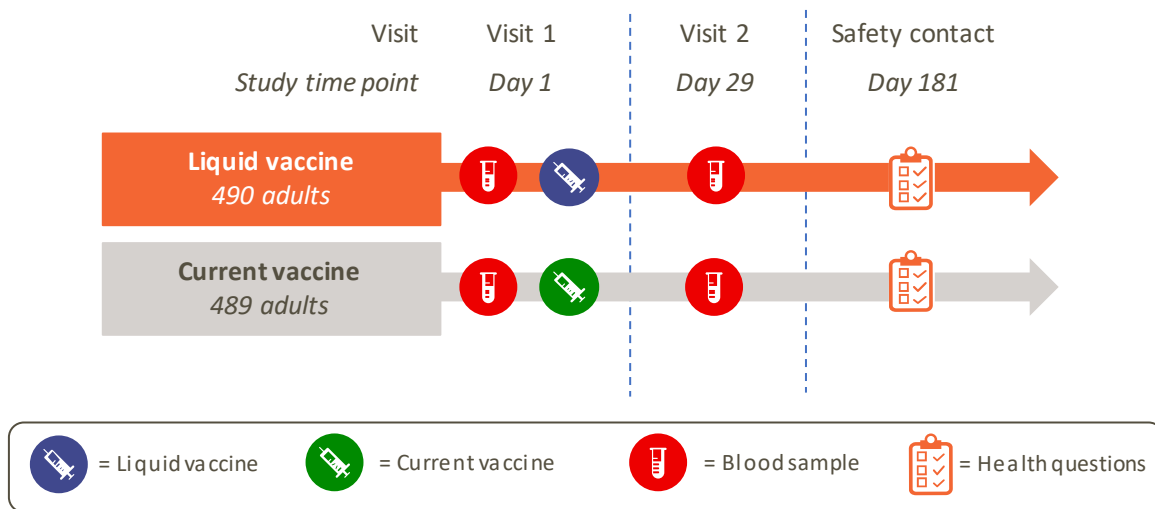 Visit Visit 1 Visit 2 Safety contact
Study time point Day 1 Day 29 Day 181
Liquid vaccine
490 adults
Current vaccine
489 adults
= Liquid vaccine = Current vaccine = Blood sample = Health questions